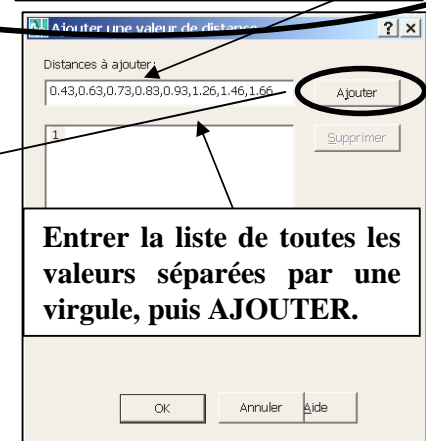 Ajouter une valeur de distance
Distances à ajouter:
0.43,0.63,0.73,0.83,0.93,1.26,1.46,1.66
Ajouter
1
Supprimer
Entrer la liste de toutes les
valeurs séparées par une
virgule, puis AJOUTER.
OK
Annuler
Aide